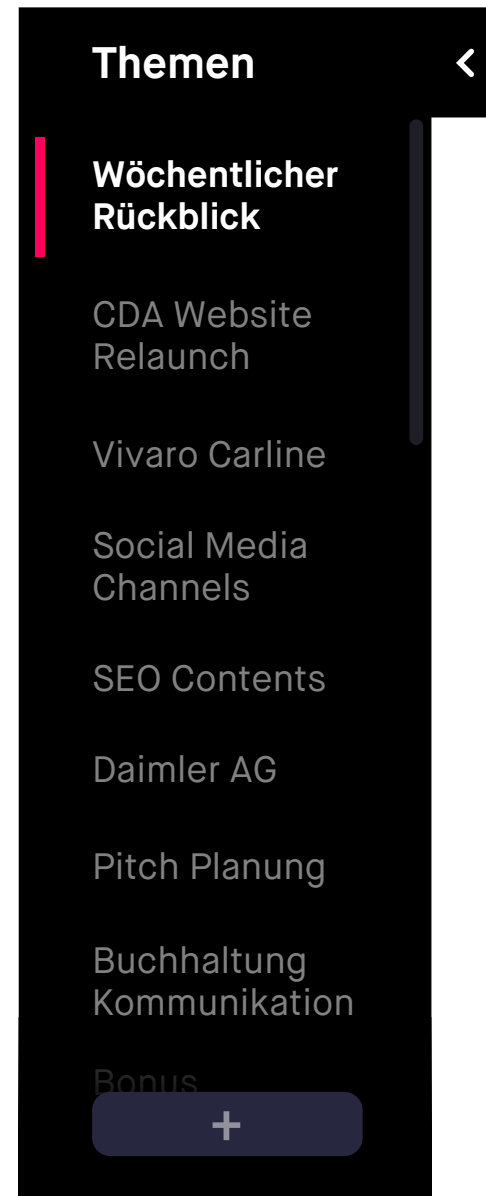 Themen
Wöchentlicher
Rückblick
CDA Website
Relaunch
Vivaro Carline
Social Media
Channels
SEO Contents
Daimler AG
Pitch Planung
Buchhaltung
Kommunikation
Bonus
+